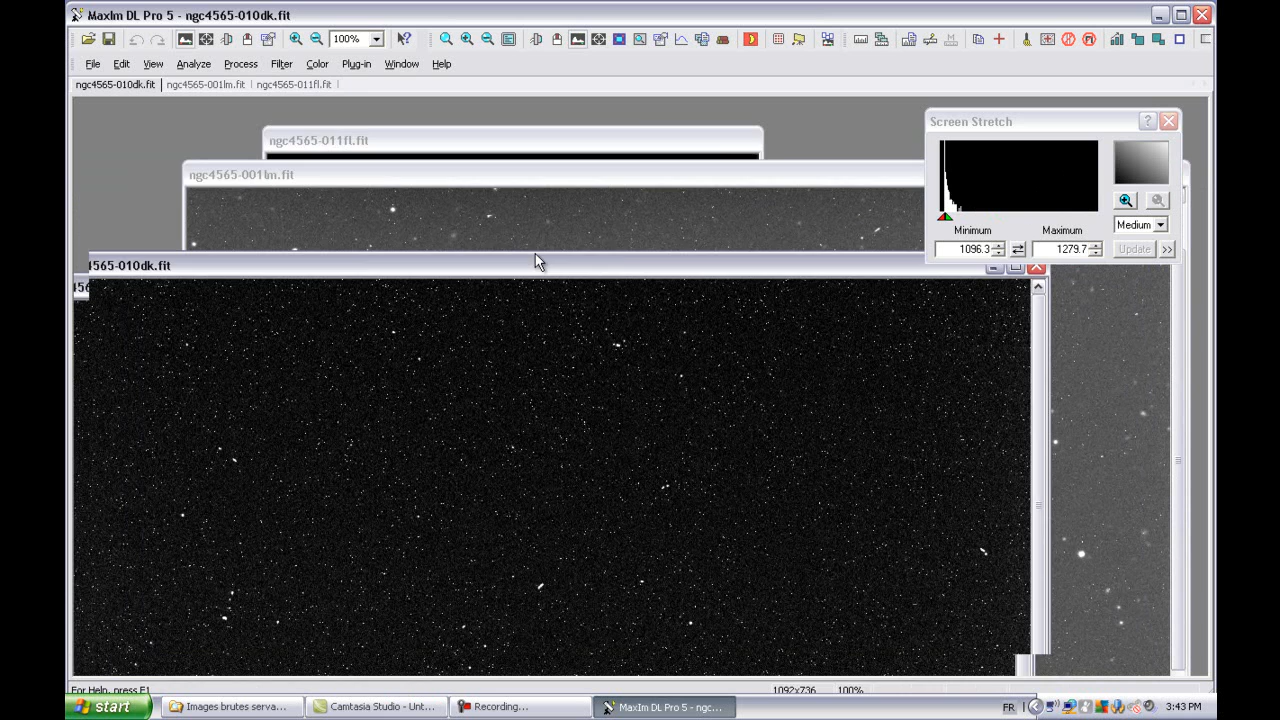 MaxIm DL Pro 5 - ngc4565-010dk.fit
100%
File Edit View Analyze Process Filter Color Plug-in Window Help
ngc4565-010dk.fit ngc4565-001lm.fit ngc4565-011fl.fit
Screen Stretch
ngc4565-011fl.fit
ngc4565-001lm.fit
Medium
Minimum Maximum
1096.3 1279.7 Update >>
4565-010dk.fit
456
For Help, press F1 1092x736 100%
start Images brutes serva... Camtasia Studio - Unt... Recording... MaxIm DL Pro 5 - ngc... FR 3:43 PM